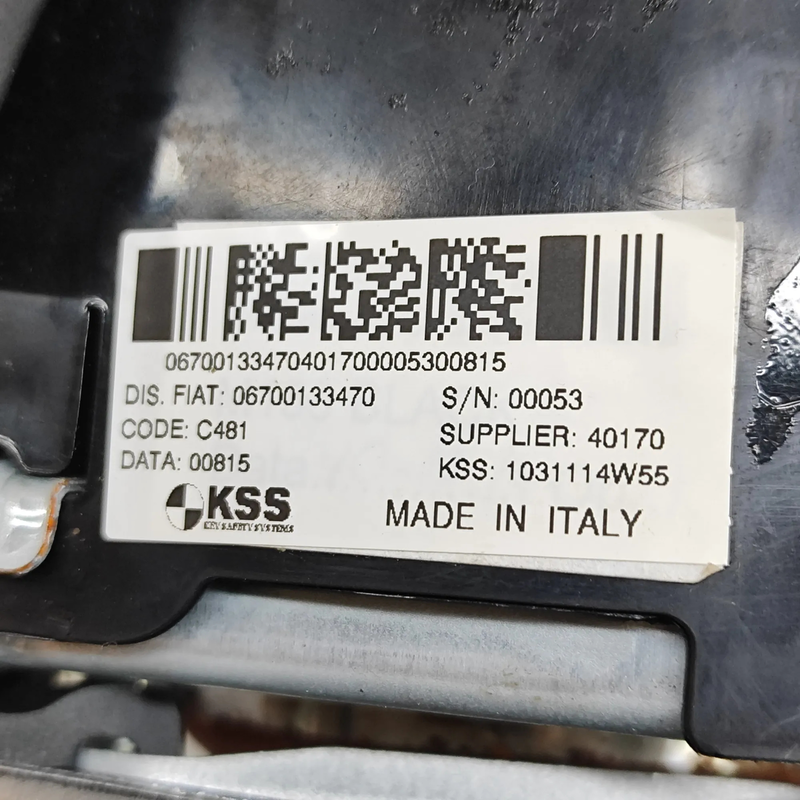 06700133470401700005300815
DIS. FIAT: 06700133470 S/N: 00053
CODE: C481 SUPPLIER: 40170
DATA: 00815 KSS: 1031114W55
KSS
KEY SAFETY SYSTEMS
MADE IN ITALY